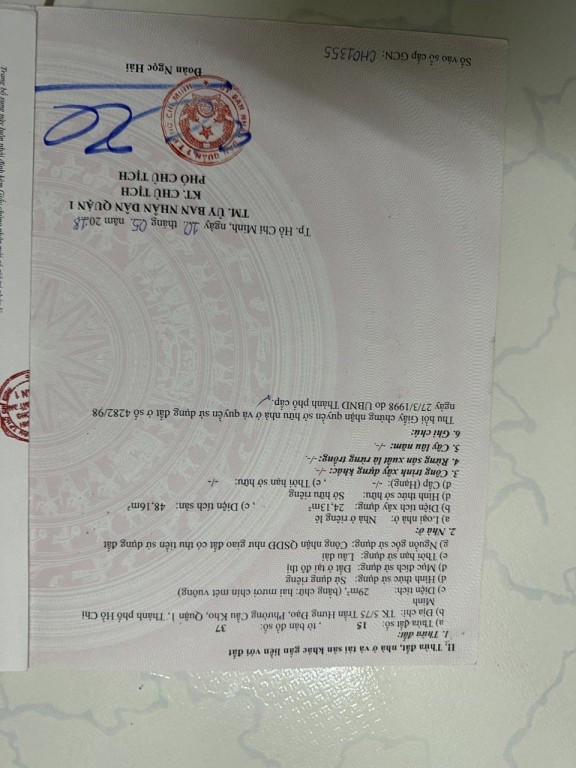 II. Thửa đất, nhà ở và tài sản khác gắn liền với đất
1. Thửa đất:
a) Thửa đất số: 15 , tờ bản đồ số: 37
b) Địa chỉ: TK 5/75 Trần Hưng Đạo, Phường Cầu Kho, Quận 1, Thành phố Hồ Chí
Minh
c) Diện tích: 29m², (bằng chữ: hai mươi chín mét vuông)
d) Hình thức sử dụng: Sử dụng riêng
đ) Mục đích sử dụng: Đất ở tại đô thị
e) Thời hạn sử dụng: Lâu dài
g) Nguồn gốc sử dụng: Công nhận QSDĐ như giao đất có thu tiền sử dụng đất
2. Nhà ở:
a) Loại nhà ở: Nhà ở riêng lẻ
b) Diện tích xây dựng: 24,13m² , c) Diện tích sàn: 48,16m²
d) Hình thức sở hữu: Sở hữu riêng
đ) Cấp (Hạng): -/- , e) Thời hạn sở hữu: -/-
3. Công trình xây dựng khác: -/-.
4. Rừng sản xuất là rừng trồng: -/-.
5. Cây lâu năm: -/-.
6. Ghi chú:
Thu hồi Giấy chứng nhận quyền sở hữu nhà ở và quyền sử dụng đất ở số 4282/98
ngày 27/3/1998 do UBND Thành phố cấp.
Tp. Hồ Chí Minh, ngày 10 tháng 05 năm 2018
TM. ỦY BAN NHÂN DÂN QUẬN 1
KT. CHỦ TỊCH
PHÓ CHỦ TỊCH
Đoàn Ngọc Hải
Số vào sổ cấp GCN: CH01355